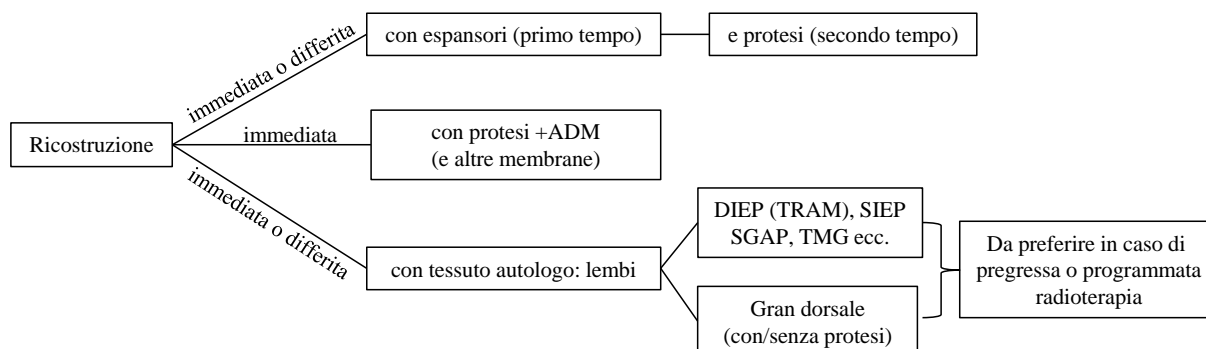 immediata o differita
con espansori (primo tempo)
e protesi (secondo tempo)
Ricostruzione
immediata
con protesi +ADM
(e altre membrane)
immediata o differita
con tessuto autologo: lembi
DIEP (TRAM), SIEP
SGAP, TMG ecc.
Gran dorsale
(con/senza protesi)
Da preferire in caso di
pregressa o programmata
radioterapia